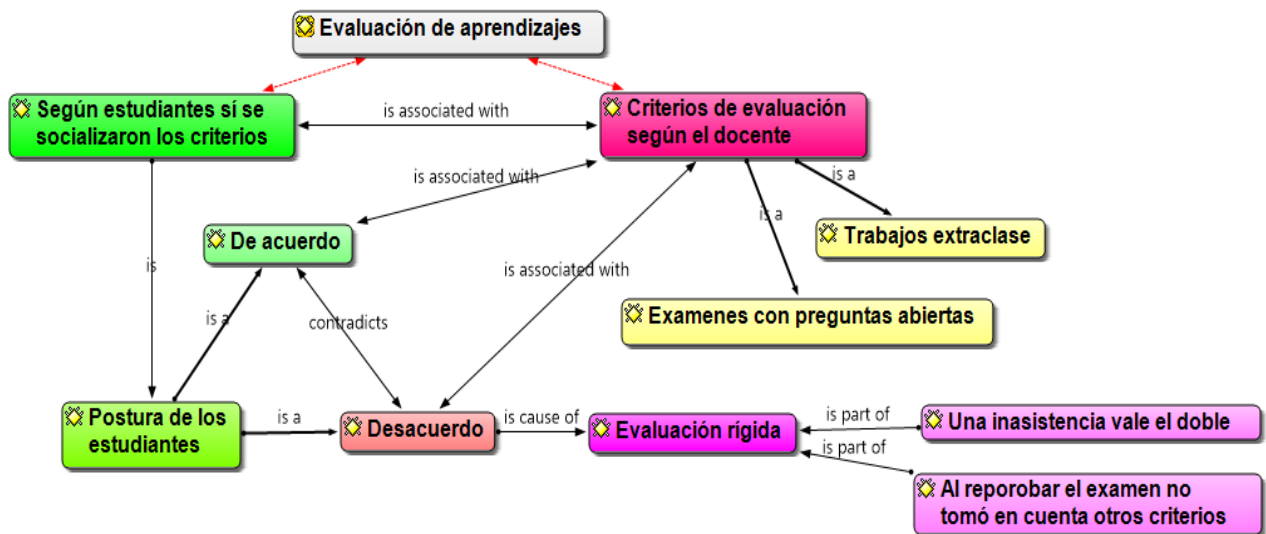 Evaluación de aprendizajes
Según estudiantes sí se
socializaron los criterios
is associated with
Criterios de evaluación
según el docente
is associated with
is a
is a
De acuerdo
Trabajos extraclase
is
is associated with
Examenes con preguntas abiertas
is a
contradicts
Postura de los
estudiantes
is a
Desacuerdo
is cause of
Evaluación rígida
is part of
Una inasistencia vale el doble
is part of
Al reporobar el examen no
tomó en cuenta otros criterios